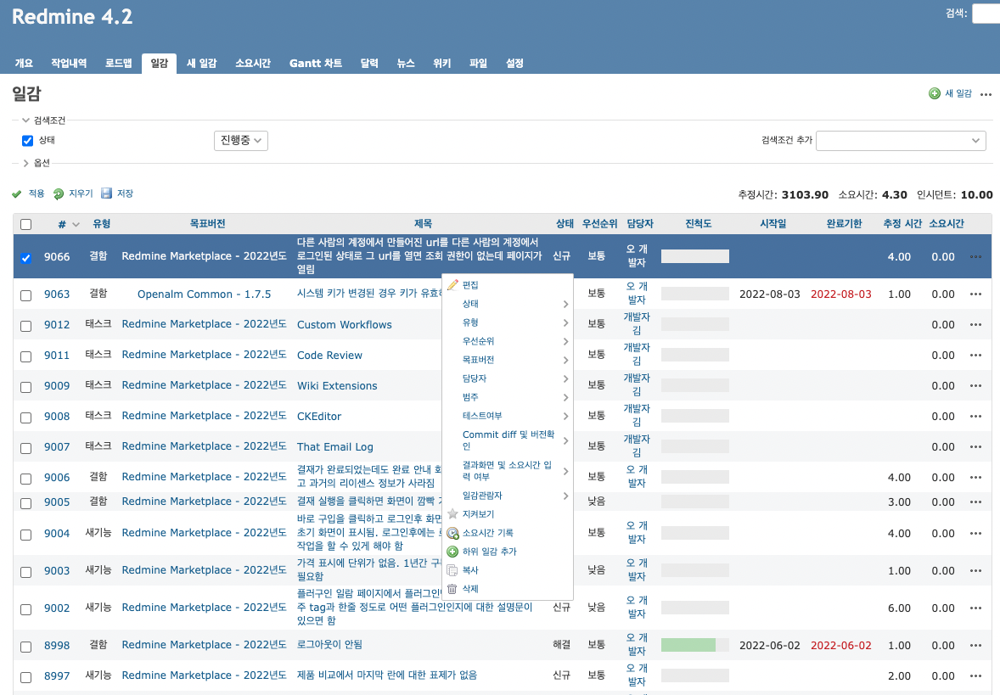 Redmine 4.2
검색:
개요 작업내역 로드맵 일감 새 일감 소요시간 Gantt 차트 달력 뉴스 위키 파일 설정
일감
새 일감
검색조건
상태 진행중 검색조건 추가
옵션
적용 지우기 저장
추정시간: 3103.90 소요시간: 4.30 인시던트: 10.00
# 유형 목표버전 제목 상태 우선순위 담당자 진척도 시작일 완료기한 추정 시간 소요시간
9066 결함 Redmine Marketplace - 2022년도
다른 사람의 계정에서 만들어진 url를 다른 사람의 계정에서
로그인된 상태로 그 url를 열면 조회 권한이 없는데 페이지가
열림
신규 보통
오 개
발자
4.00 0.00
9063 결함 Openalm Common - 1.7.5 시스템 키가 변경된 경우 키가
보통
오 개
발자
2022-08-03 2022-08-03 1.00 0.00
9012 태스크 Redmine Marketplace - 2022년도 Custom Workflows
보통
개발자
김
0.00
9011 태스크 Redmine Marketplace - 2022년도 Code Review
보통
개발자
김
0.00
9009 태스크 Redmine Marketplace - 2022년도 Wiki Extensions
보통
개발자
김
0.00
9008 태스크 Redmine Marketplace - 2022년도 CKEditor
보통
개발자
김
0.00
9007 태스크 Redmine Marketplace - 2022년도 That Email Log
보통
개발자
김
0.00
9006 결함 Redmine Marketplace - 2022년도
결재가 완료되었는데도 완료 안내
고 과거의 리이센스 정보가 사라짐
보통
오 개
발자
4.00 0.00
9005 결함 Redmine Marketplace - 2022년도 결재 실행을 클릭하면 화면이 깜빡
낮음
3.00 0.00
9004 새기능 Redmine Marketplace - 2022년도
바로 구입을 클릭하고 로그인후 화면
초기 화면이 표시됨. 로그인후에는
작업을 할 수 있게 해야 함
보통
오 개
발자
4.00 0.00
9003 새기능 Redmine Marketplace - 2022년도
가격 표시에 단위가 없음. 1년간
필요함
낮음
오 개
발자
1.00 0.00
9002 새기능 Redmine Marketplace - 2022년도
플러구인 일람 페이지에서
주 tag과 한줄 정도로 어떤 플러그인인지에 대한 설명문이
있으면 함
신규 낮음
오 개
발자
6.00 0.00
8998 결함 Redmine Marketplace - 2022년도 로그아웃이 안됨
해결 보통
오 개
발자
2022-06-02 2022-06-02 1.00 0.00
8997 새기능 Redmine Marketplace - 2022년도 제품 비교에서 마지막 란에 대한 표제가 없음
신규 보통
오 개
발자
2.00 0.00
편집
상태
유형
우선순위
목표버전
담당자
범주
테스트여부
Commit diff 및 버전확
인
결과화면 및 소요시간 입
력 여부
일감관람자
지켜보기
소요시간 기록
하위 일감 추가
복사
삭제